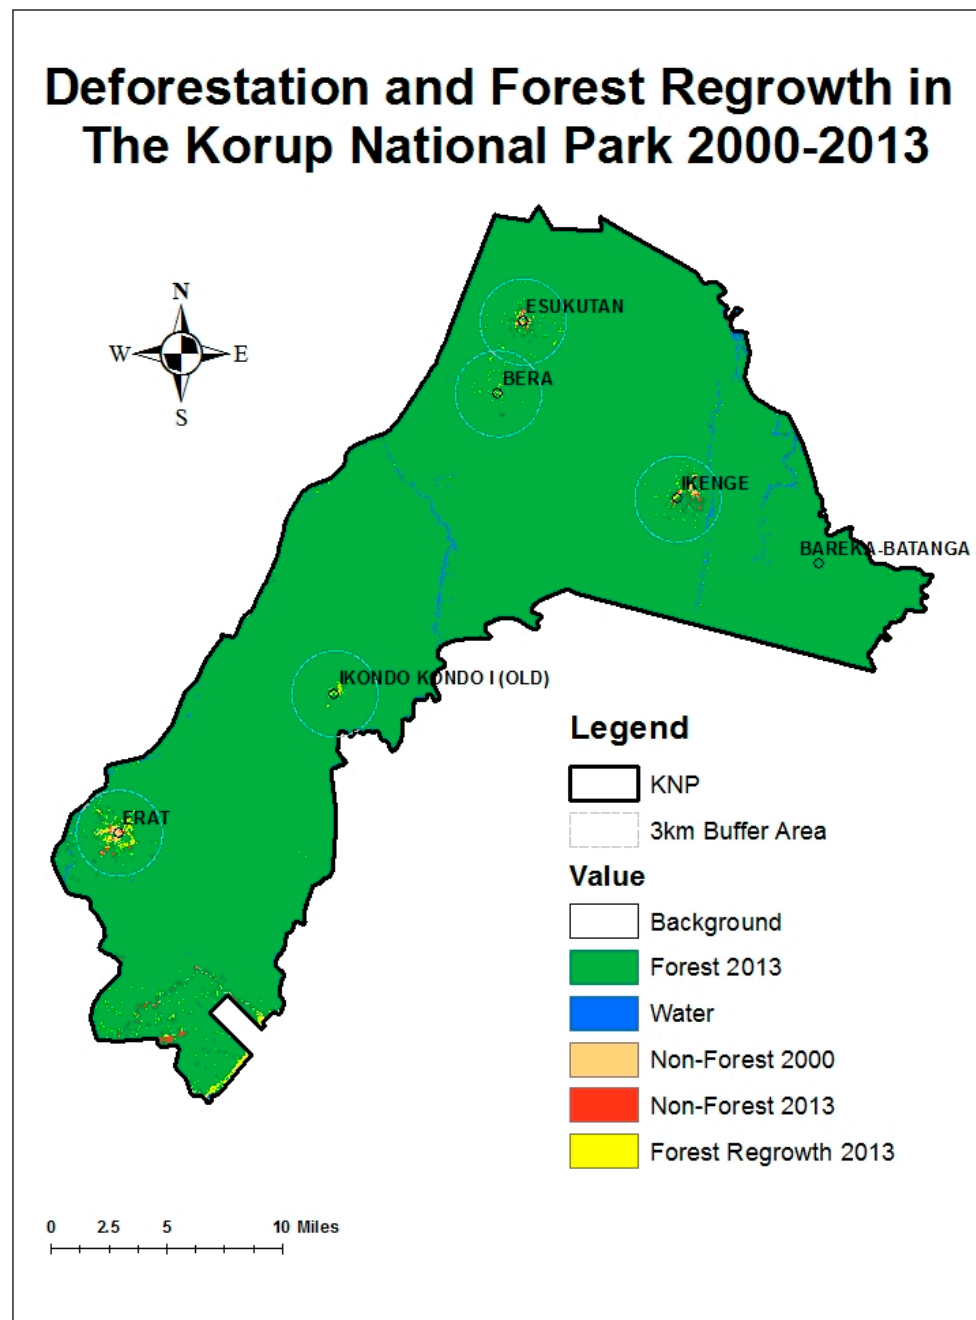 Deforestation and Forest Regrowth in
The Korup National Park 2000-2013
N
W
E
S
ESUKUTAN
BERA
IKENGE
BAREKA-BATANGA
IKONDO KONDO I (OLD)
ERAT
Legend
KNP
3km Buffer Area
Value
Background
Forest 2013
Water
Non-Forest 2000
Non-Forest 2013
Forest Regrowth 2013
0 2.5 5 10 Miles